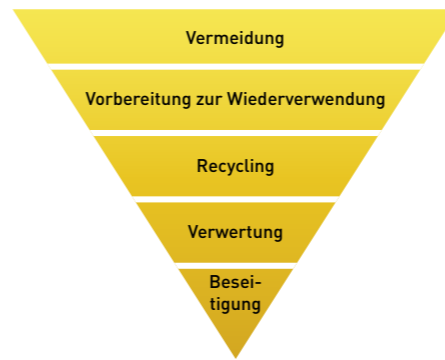 Vermeidung
Vorbereitung zur Wiederverwendung
Recycling
Verwertung
Besei-
tigung